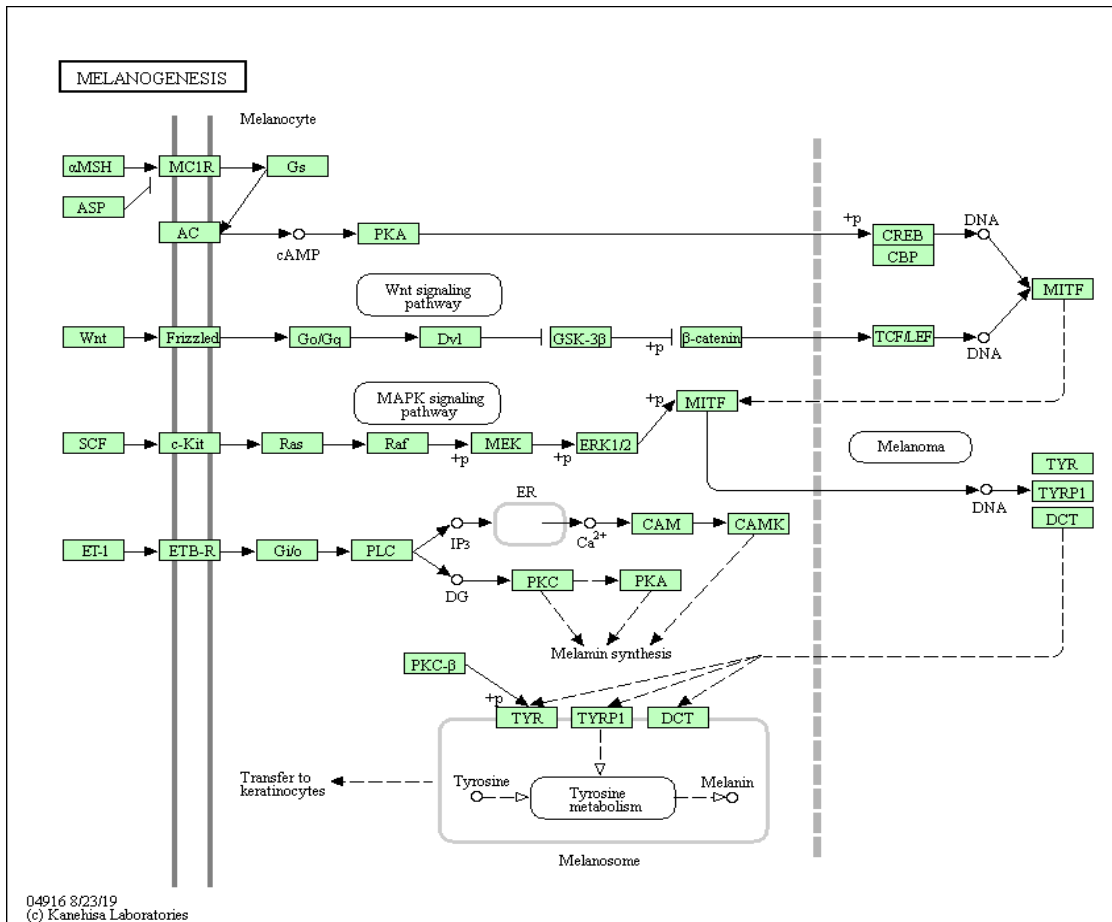 MELANOGENESIS
Melanocyte
αMSH
MC1R
Gs
ASP
AC
cAMP
PKA
+p
CREB
CBP
DNA
MITF
Wnt signaling
pathway
Wnt
Frizzled
Go/Gq
Dvl
GSK-3β
+p
β-catenin
TCF/LEF
DNA
MAPK signaling
pathway
+p
MITF
SCF
c-Kit
Ras
Raf
+p
MEK
+p
ERK1/2
Melanoma
TYR
TYRP1
DCT
DNA
ER
IP3
Ca2+
CAM
CAMK
ET-1
ETB-R
Gi/o
PLC
DG
PKC
PKA
Melamin synthesis
PKC-β
+p
TYR
TYRP1
DCT
Transfer to
keratinocytes
Tyrosine
Tyrosine
metabolism
Melanin
Melanosome
04916 8/23/19
(c) Kanehisa Laboratories